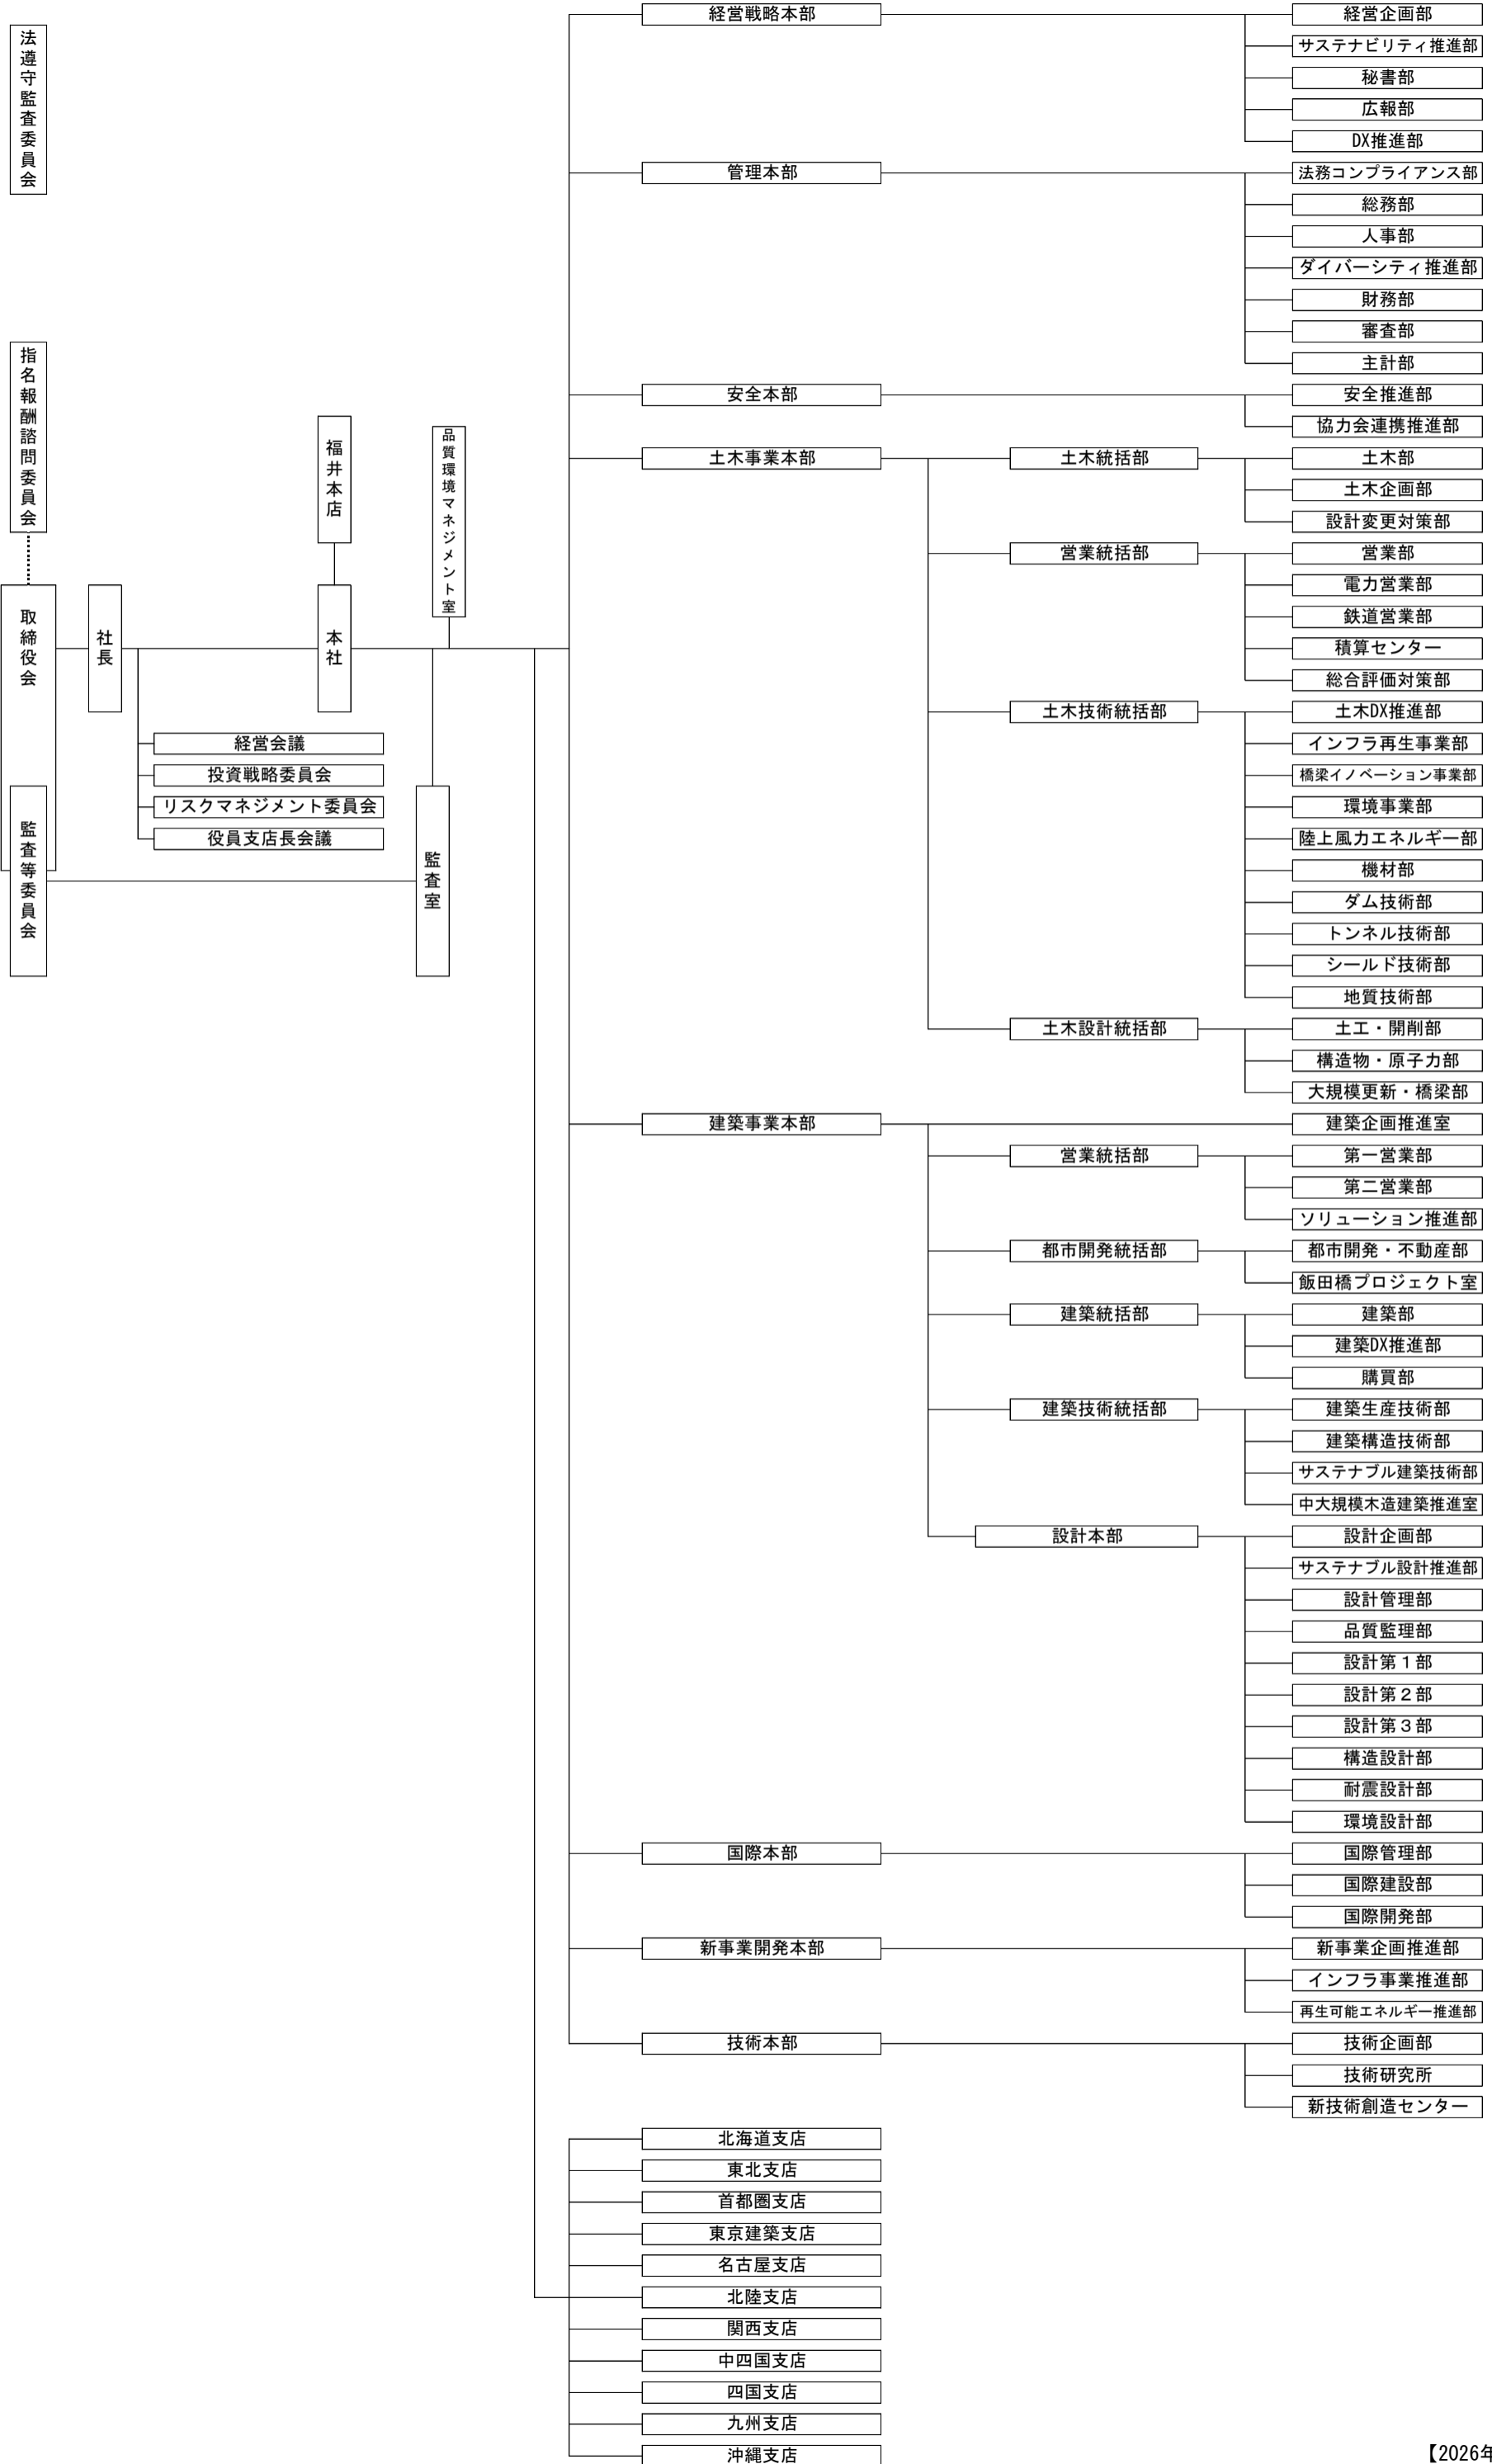 法遵守監査委員会
指名報酬諮問委員会
取締役会
監査等委員会
社長
経営会議
投資戦略委員会
リスクマネジメント委員会
役員支店長会議
福井本店
本社
品質環境マネジメント室
監査室
経営戦略本部
経営企画部
サステナビリティ推進部
秘書部
広報部
DX推進部
管理本部
法務コンプライアンス部
総務部
人事部
ダイバーシティ推進部
財務部
審査部
主計部
安全本部
安全推進部
協力会連携推進部
土木事業本部
土木統括部
土木部
土木企画部
設計変更対策部
営業統括部
営業部
電力営業部
鉄道営業部
積算センター
総合評価対策部
土木技術統括部
土木DX推進部
インフラ再生事業部
橋梁イノベーション事業部
環境事業部
陸上風力エネルギー部
機材部
ダム技術部
トンネル技術部
シールド技術部
地質技術部
土木設計統括部
土工・開削部
構造物・原子力部
大規模更新・橋梁部
建築事業本部
建築企画推進室
営業統括部
第一営業部
第二営業部
ソリューション推進部
都市開発統括部
都市開発・不動産部
飯田橋プロジェクト室
建築統括部
建築部
建築DX推進部
購買部
建築技術統括部
建築生産技術部
建築構造技術部
サステナブル建築技術部
中大規模木造建築推進室
設計本部
設計企画部
サステナブル設計推進部
設計管理部
品質監理部
設計第１部
設計第２部
設計第３部
構造設計部
耐震設計部
環境設計部
国際本部
国際管理部
国際建設部
国際開発部
新事業開発本部
新事業企画推進部
インフラ事業推進部
再生可能エネルギー推進部
技術本部
技術企画部
技術研究所
新技術創造センター
北海道支店
東北支店
首都圏支店
東京建築支店
名古屋支店
北陸支店
関西支店
中四国支店
四国支店
九州支店
沖縄支店
【2026年